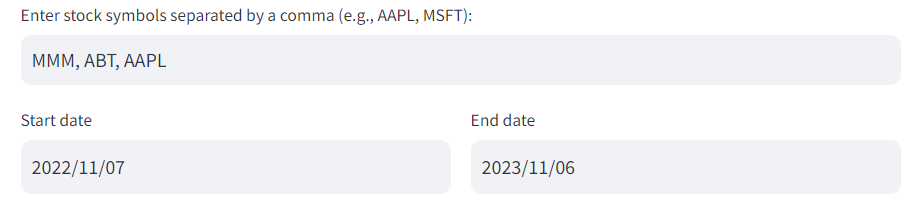 Enter stock symbols separated by a comma (e.g., AAPL, MSFT):
MMM, ABT, AAPL
Start date
End date
2022/11/07
2023/11/06